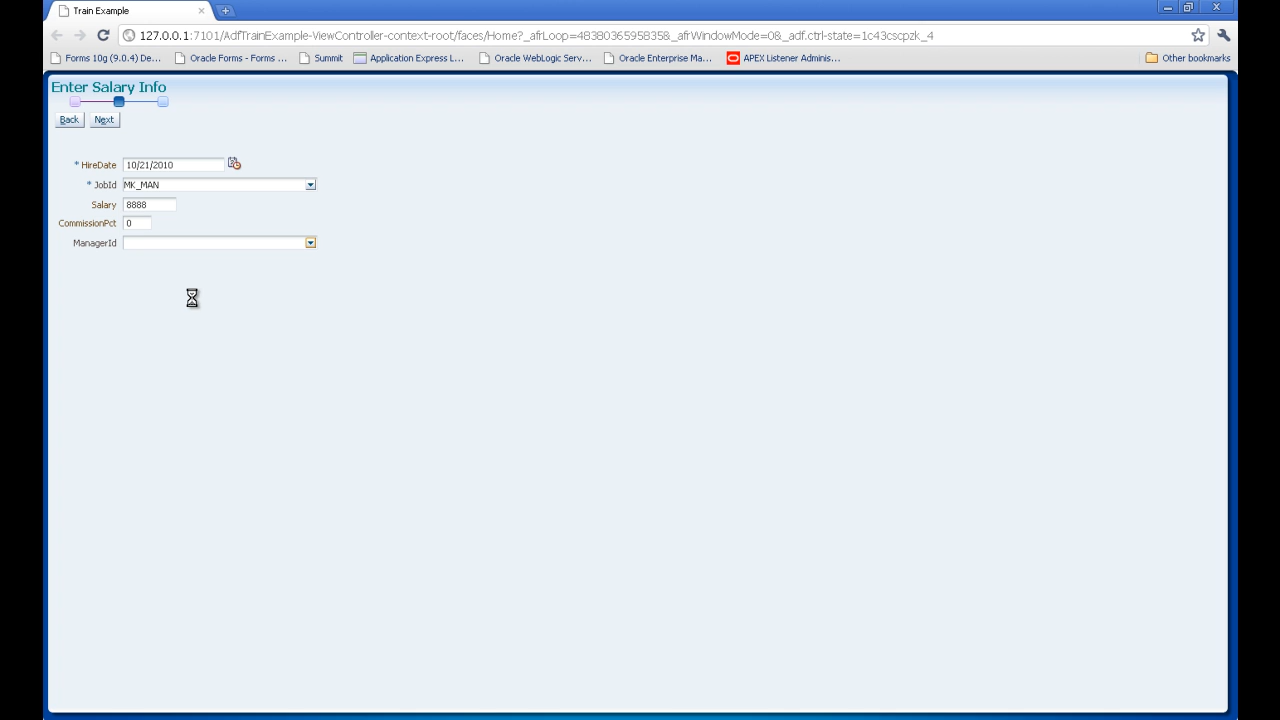 Train Example
127.0.0.1:7101/AdfTrainExample-ViewController-context-root/faces/Home?_afrLoop=483803659583358&_afrWindowMode=0&_adf.ctrl-state=1c43cscpzk_4
Forms 10g (9.0.4) De... Oracle Forms - Forms ... Summit Application Express L... Oracle WebLogic Serv... Oracle Enterprise Ma... APEX Listener Adminis... Other bookmarks
Enter Salary Info
Back Next
* HireDate 10/21/2010
* JobId MK_MAN
Salary 8888
CommissionPct 0
ManagerId